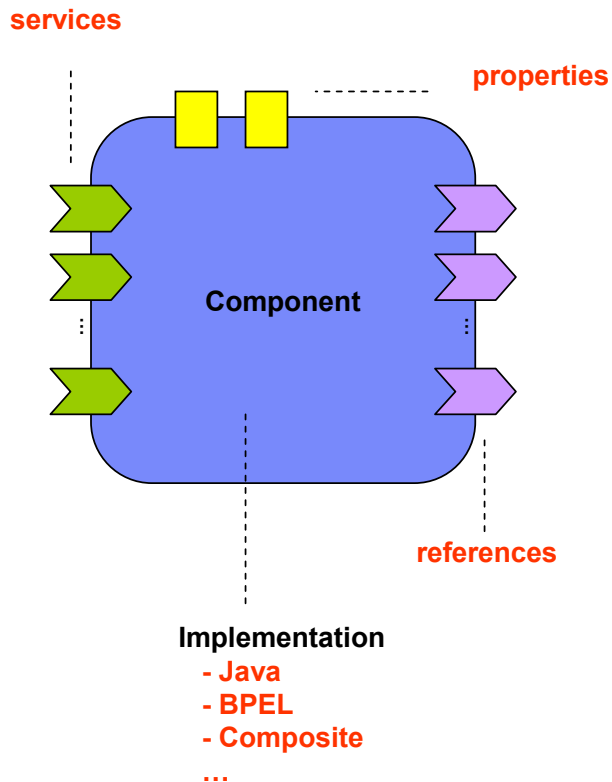 services
properties
Component
...
...
references
Implementation
- Java
- BPEL
- Composite
...